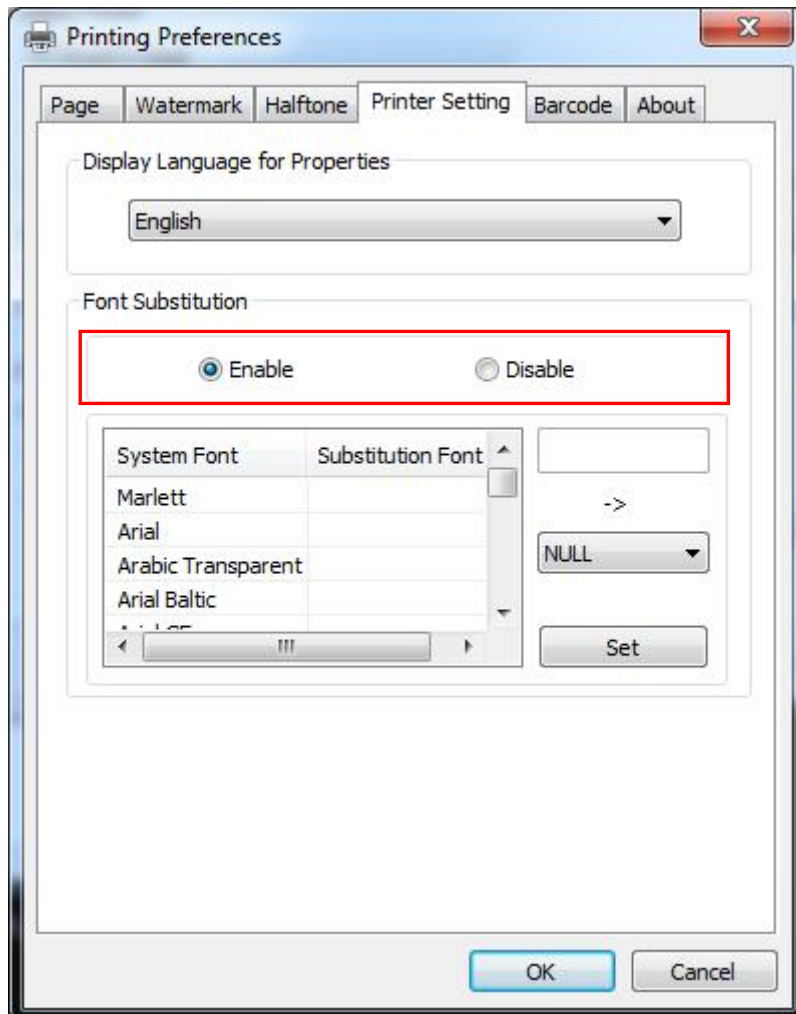 Printing Preferences
Page Watermark Halftone Printer Setting Barcode About
Display Language for Properties
English
Font Substitution
Enable Disable
System Font Substitution Font
Marlett
Arial
Arabic Transparent
Arial Baltic
->
NULL
Set
OK Cancel